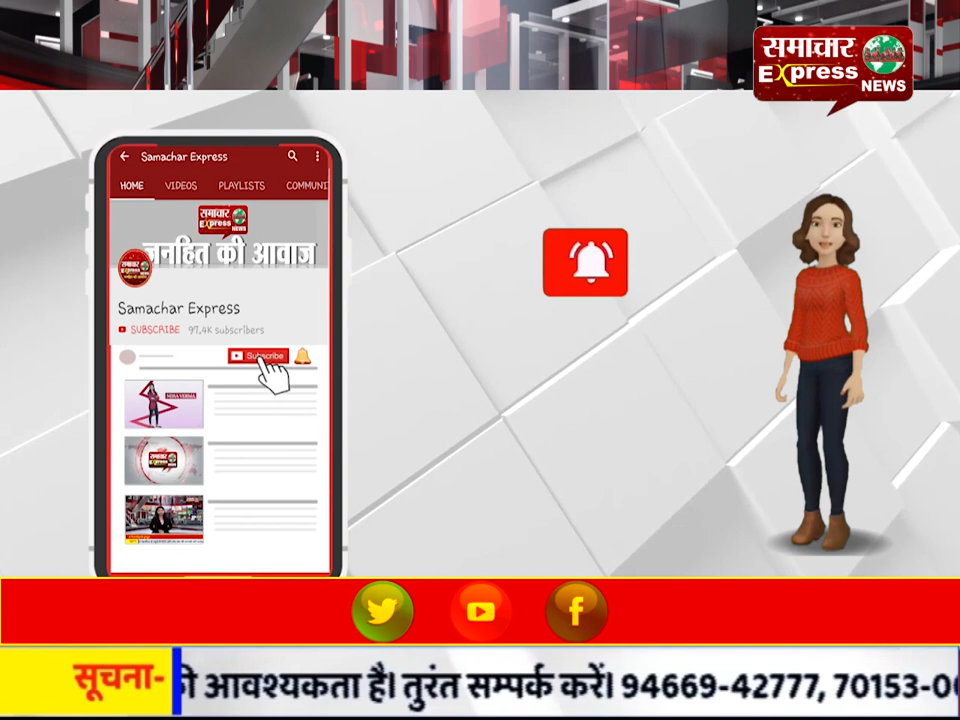 समाचार
Express
NEWS
Samachar Express
HOME VIDEOS PLAYLISTS COMMUNI
समाचार
Express
NEWS
जनहित की आवाज
Samachar Express
SUBSCRIBE 97.4K subscribers
Subscribe
सूचना-
आवश्यकता है। तुरंत सम्पर्क करें। 94669-42777, 70153-0